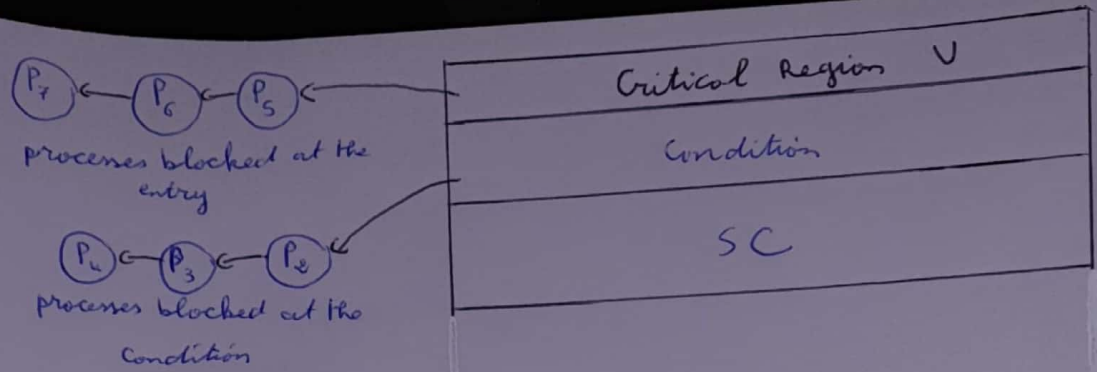 Critical Region V
P7 P6 P5
processes blocked at the
entry
Condition
P4 P3 P2
processes blocked at the
Condition
SC